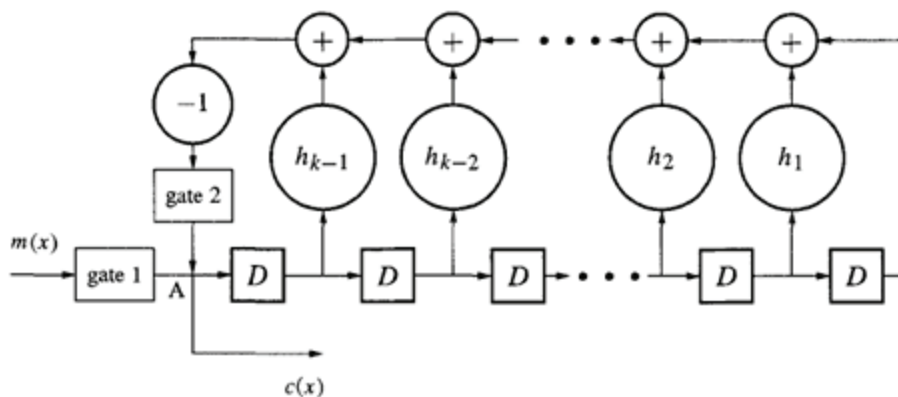 + + + +
−1
h_{k−1} h_{k−2} h_2 h_1
gate 2
m(x)
gate 1 A D D D D D
c(x)